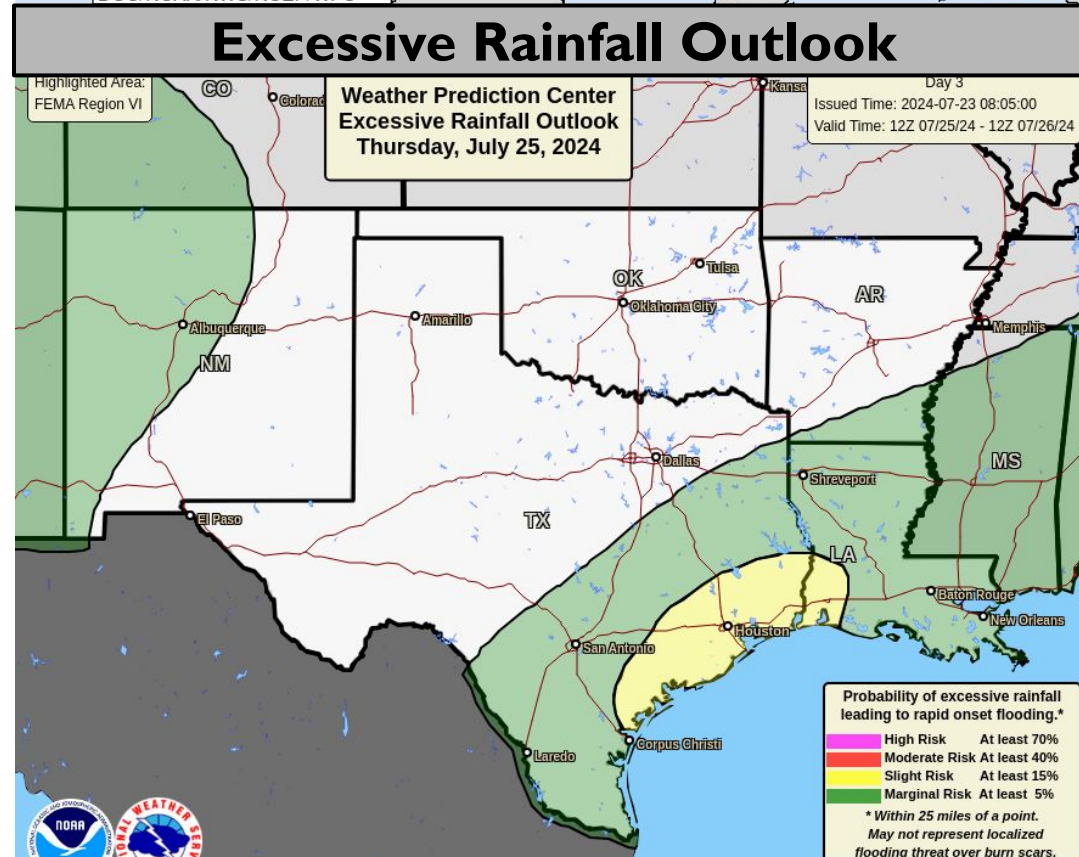 Excessive Rainfall Outlook
Highlighted Area:
FEMA Region VI
Weather Prediction Center
Excessive Rainfall Outlook
Thursday, July 25, 2024
Day 3
Issued Time: 2024-07-23 08:05:00
Valid Time: 12Z 07/25/24 - 12Z 07/26/24
CO
Kansa
Tulsa
OK
Oklahoma City
AR
Amarillo
Albuquerque
Memphis
NM
Dallas
MS
Shreveport
El Paso
TX
LA
Baton Rouge
New Orleans
Houston
San Antonio
Corpus Christi
Laredo
Probability of excessive rainfall
leading to rapid onset flooding.*
High Risk At least 70%
Moderate Risk At least 40%
Slight Risk At least 15%
Marginal Risk At least 5%
* Within 25 miles of a point.
May not represent localized
flooding threat over burn scars.
NOAA
WEATHER